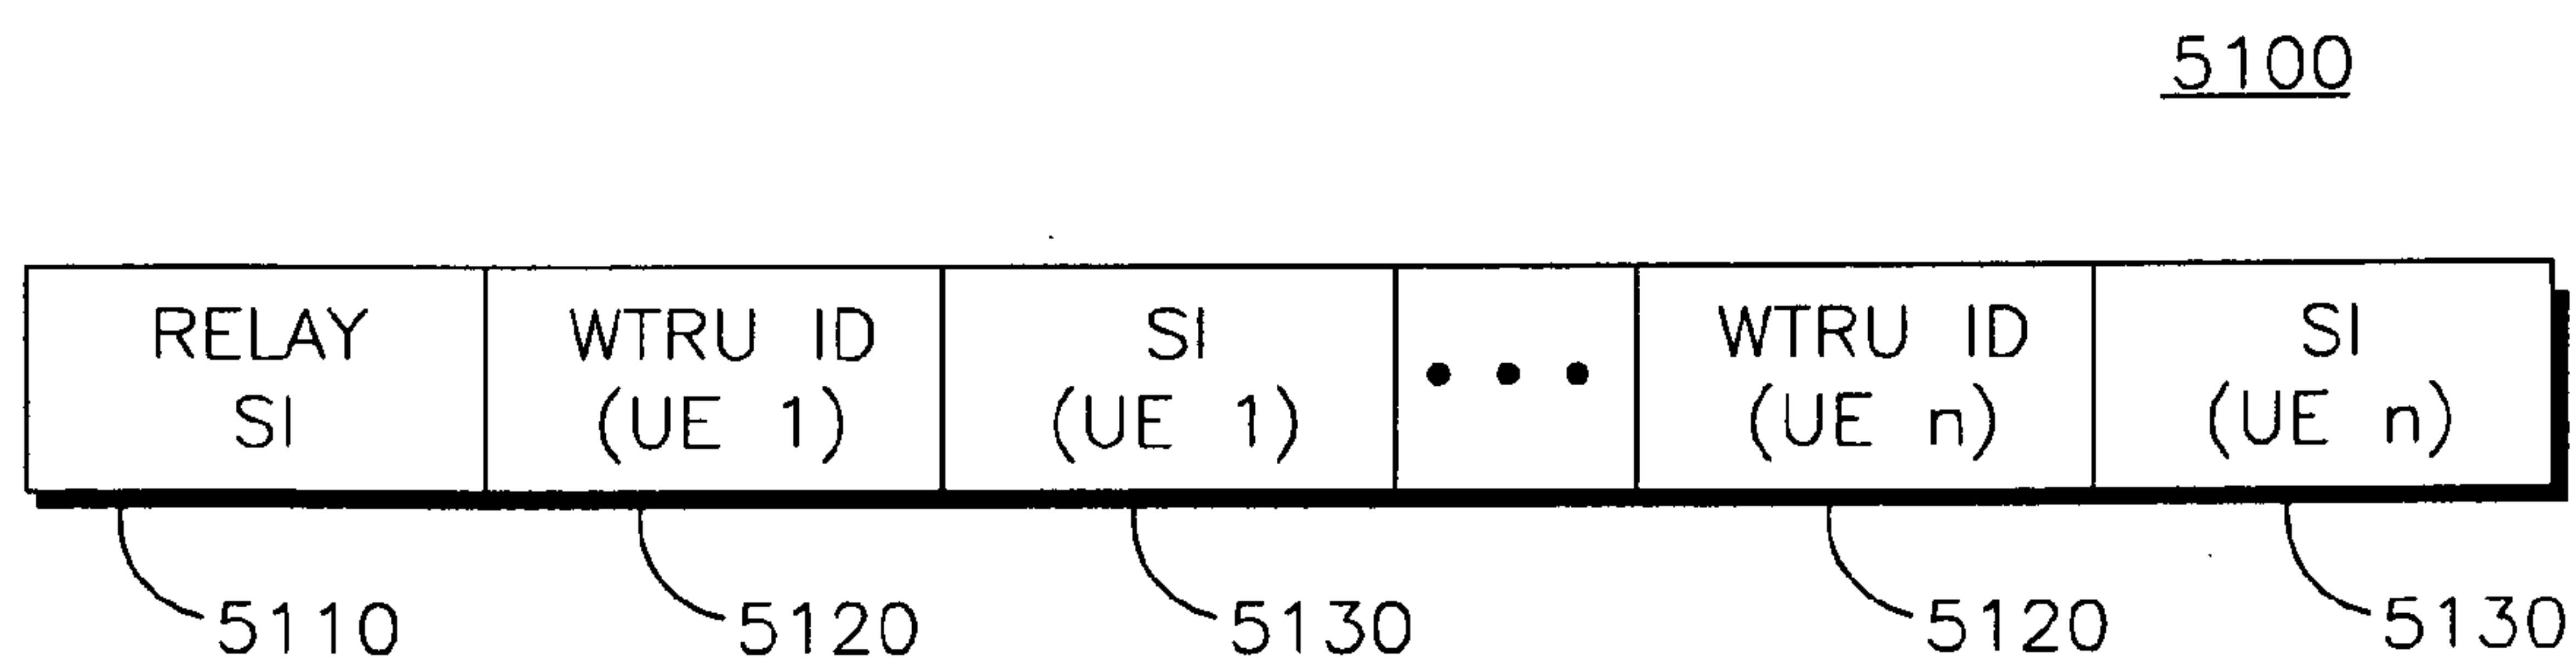 5100
RELAY
SI
WTRU ID
(UE 1)
SI
(UE 1)
• • •
WTRU ID
(UE n)
SI
(UE n)
5110
5120
5130
5120
5130